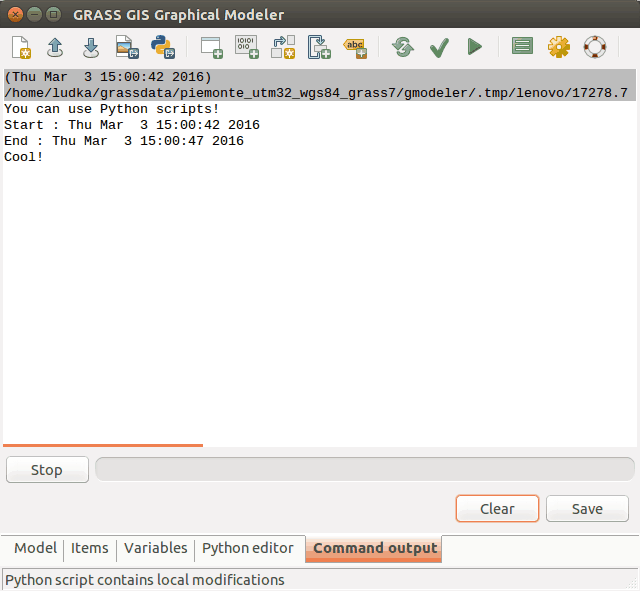 GRASS GIS Graphical Modeler
(Thu Mar  3 15:00:42 2016)
/home/ludka/grassdata/piemonte_utm32_wgs84_grass7/gmodeler/.tmp/lenovo/17278.7
You can use Python scripts!
Start : Thu Mar  3 15:00:42 2016
End : Thu Mar  3 15:00:47 2016
Cool!
Stop
Clear Save
Model Items Variables Python editor Command output
Python script contains local modifications